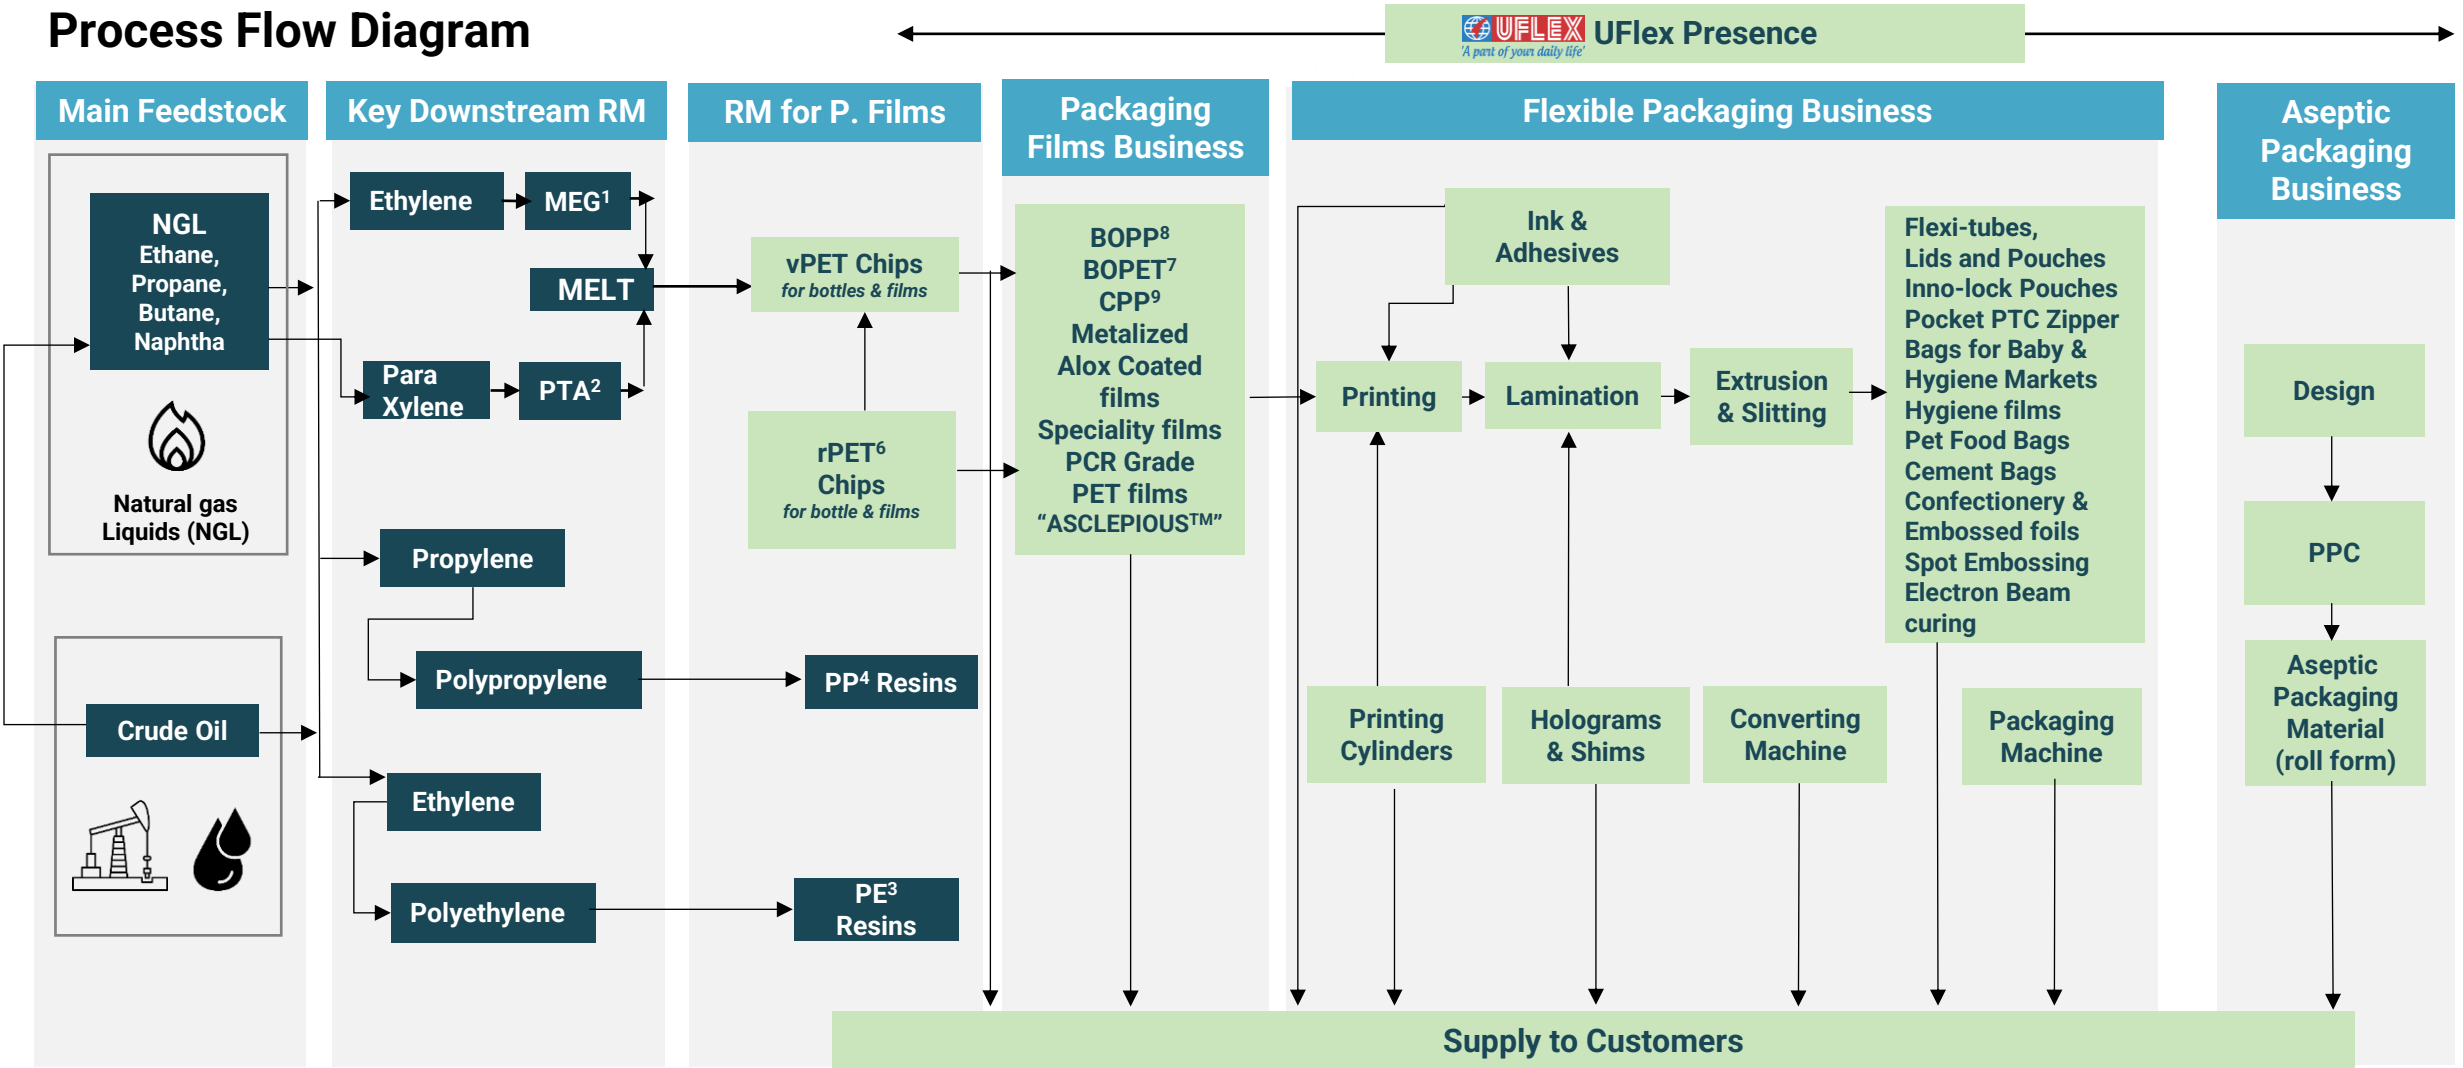 Process Flow Diagram
UFLEX
'A part of your daily life'
UFlex Presence
Main Feedstock
NGL
Ethane,
Propane,
Butane,
Naphtha
Natural gas
Liquids (NGL)
Crude Oil
Key Downstream RM
Ethylene
MEG¹
MELT
Para
Xylene
PTA²
Propylene
Polypropylene
Ethylene
Polyethylene
RM for P. Films
vPET Chips
for bottles & films
rPET⁶
Chips
for bottle & films
PP⁴ Resins
PE³
Resins
Packaging
Films Business
BOPP⁸
BOPET⁷
CPP⁹
Metalized
Alox Coated
films
Speciality films
PCR Grade
PET films
“ASCLEPIOUS™”
Flexible Packaging Business
Ink &
Adhesives
Printing
Lamination
Extrusion
& Slitting
Flexi-tubes,
Lids and Pouches
Inno-lock Pouches
Pocket PTC Zipper
Bags for Baby &
Hygiene Markets
Hygiene films
Pet Food Bags
Cement Bags
Confectionery &
Embossed foils
Spot Embossing
Electron Beam
curing
Printing
Cylinders
Holograms
& Shims
Converting
Machine
Packaging
Machine
Aseptic
Packaging
Business
Design
PPC
Aseptic
Packaging
Material
(roll form)
Supply to Customers